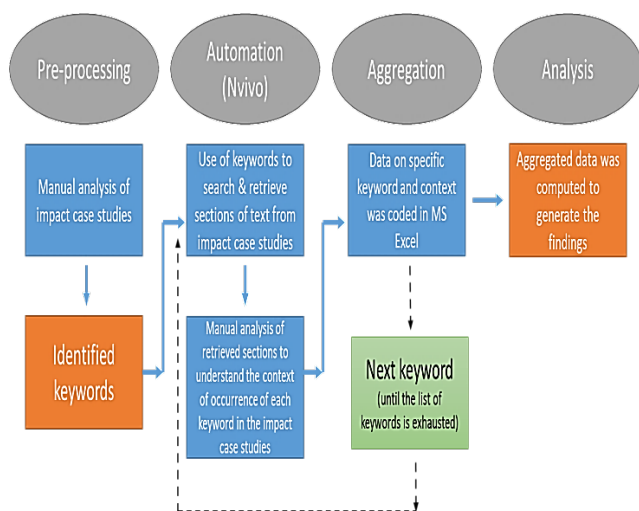 Pre-processing
Automation
(Nvivo)
Aggregation
Analysis
Manual analysis of
impact case studies
Identified
keywords
Use of keywords to
search & retrieve
sections of text from
impact case studies
Manual analysis of
retrieved sections to
understand the context
of occurrence of each
keyword in the impact
case studies
Data on specific
keyword and context
was coded in MS
Excel
Next keyword
(until the list of
keywords is exhausted)
Aggregated data was
computed to
generate the
findings